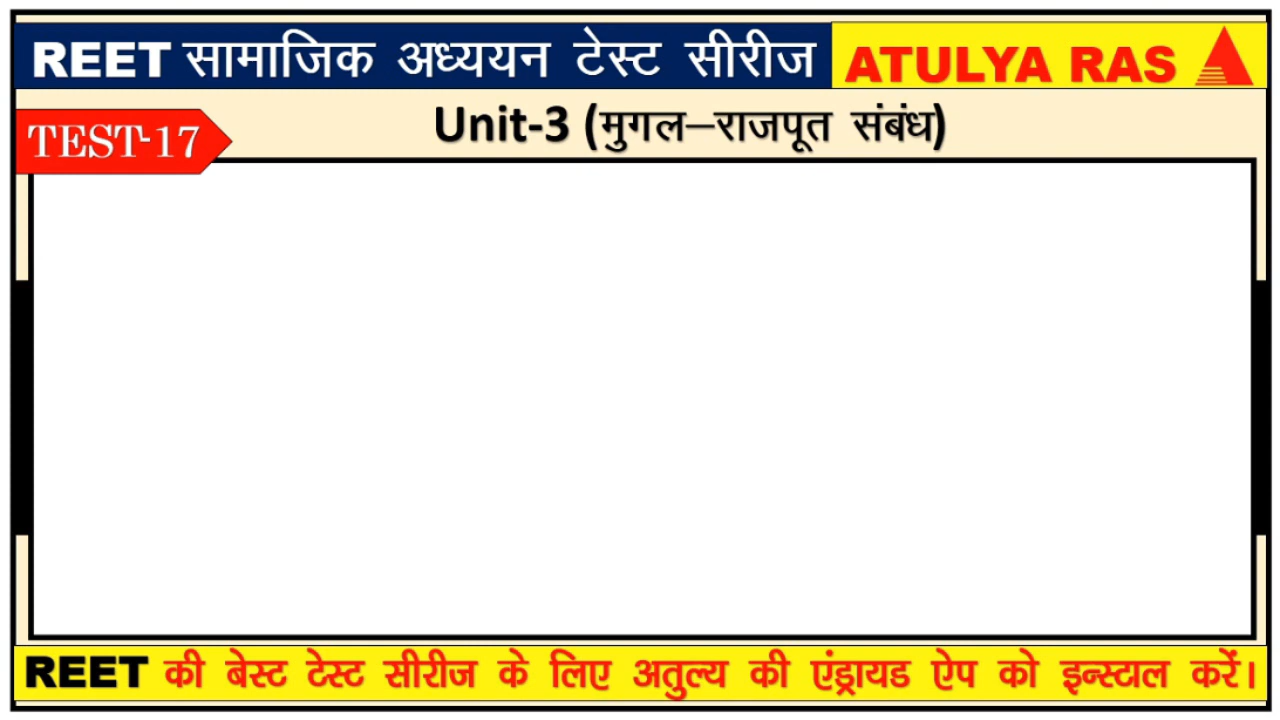 REET सामाजिक अध्ययन टेस्ट सीरीज ATULYA RAS
Unit-3 (मुगल–राजपूत संबंध)
TEST-17
REET की बेस्ट टेस्ट सीरीज के लिए अतुल्य की एंड्रायड ऐप को इन्स्टाल करें।